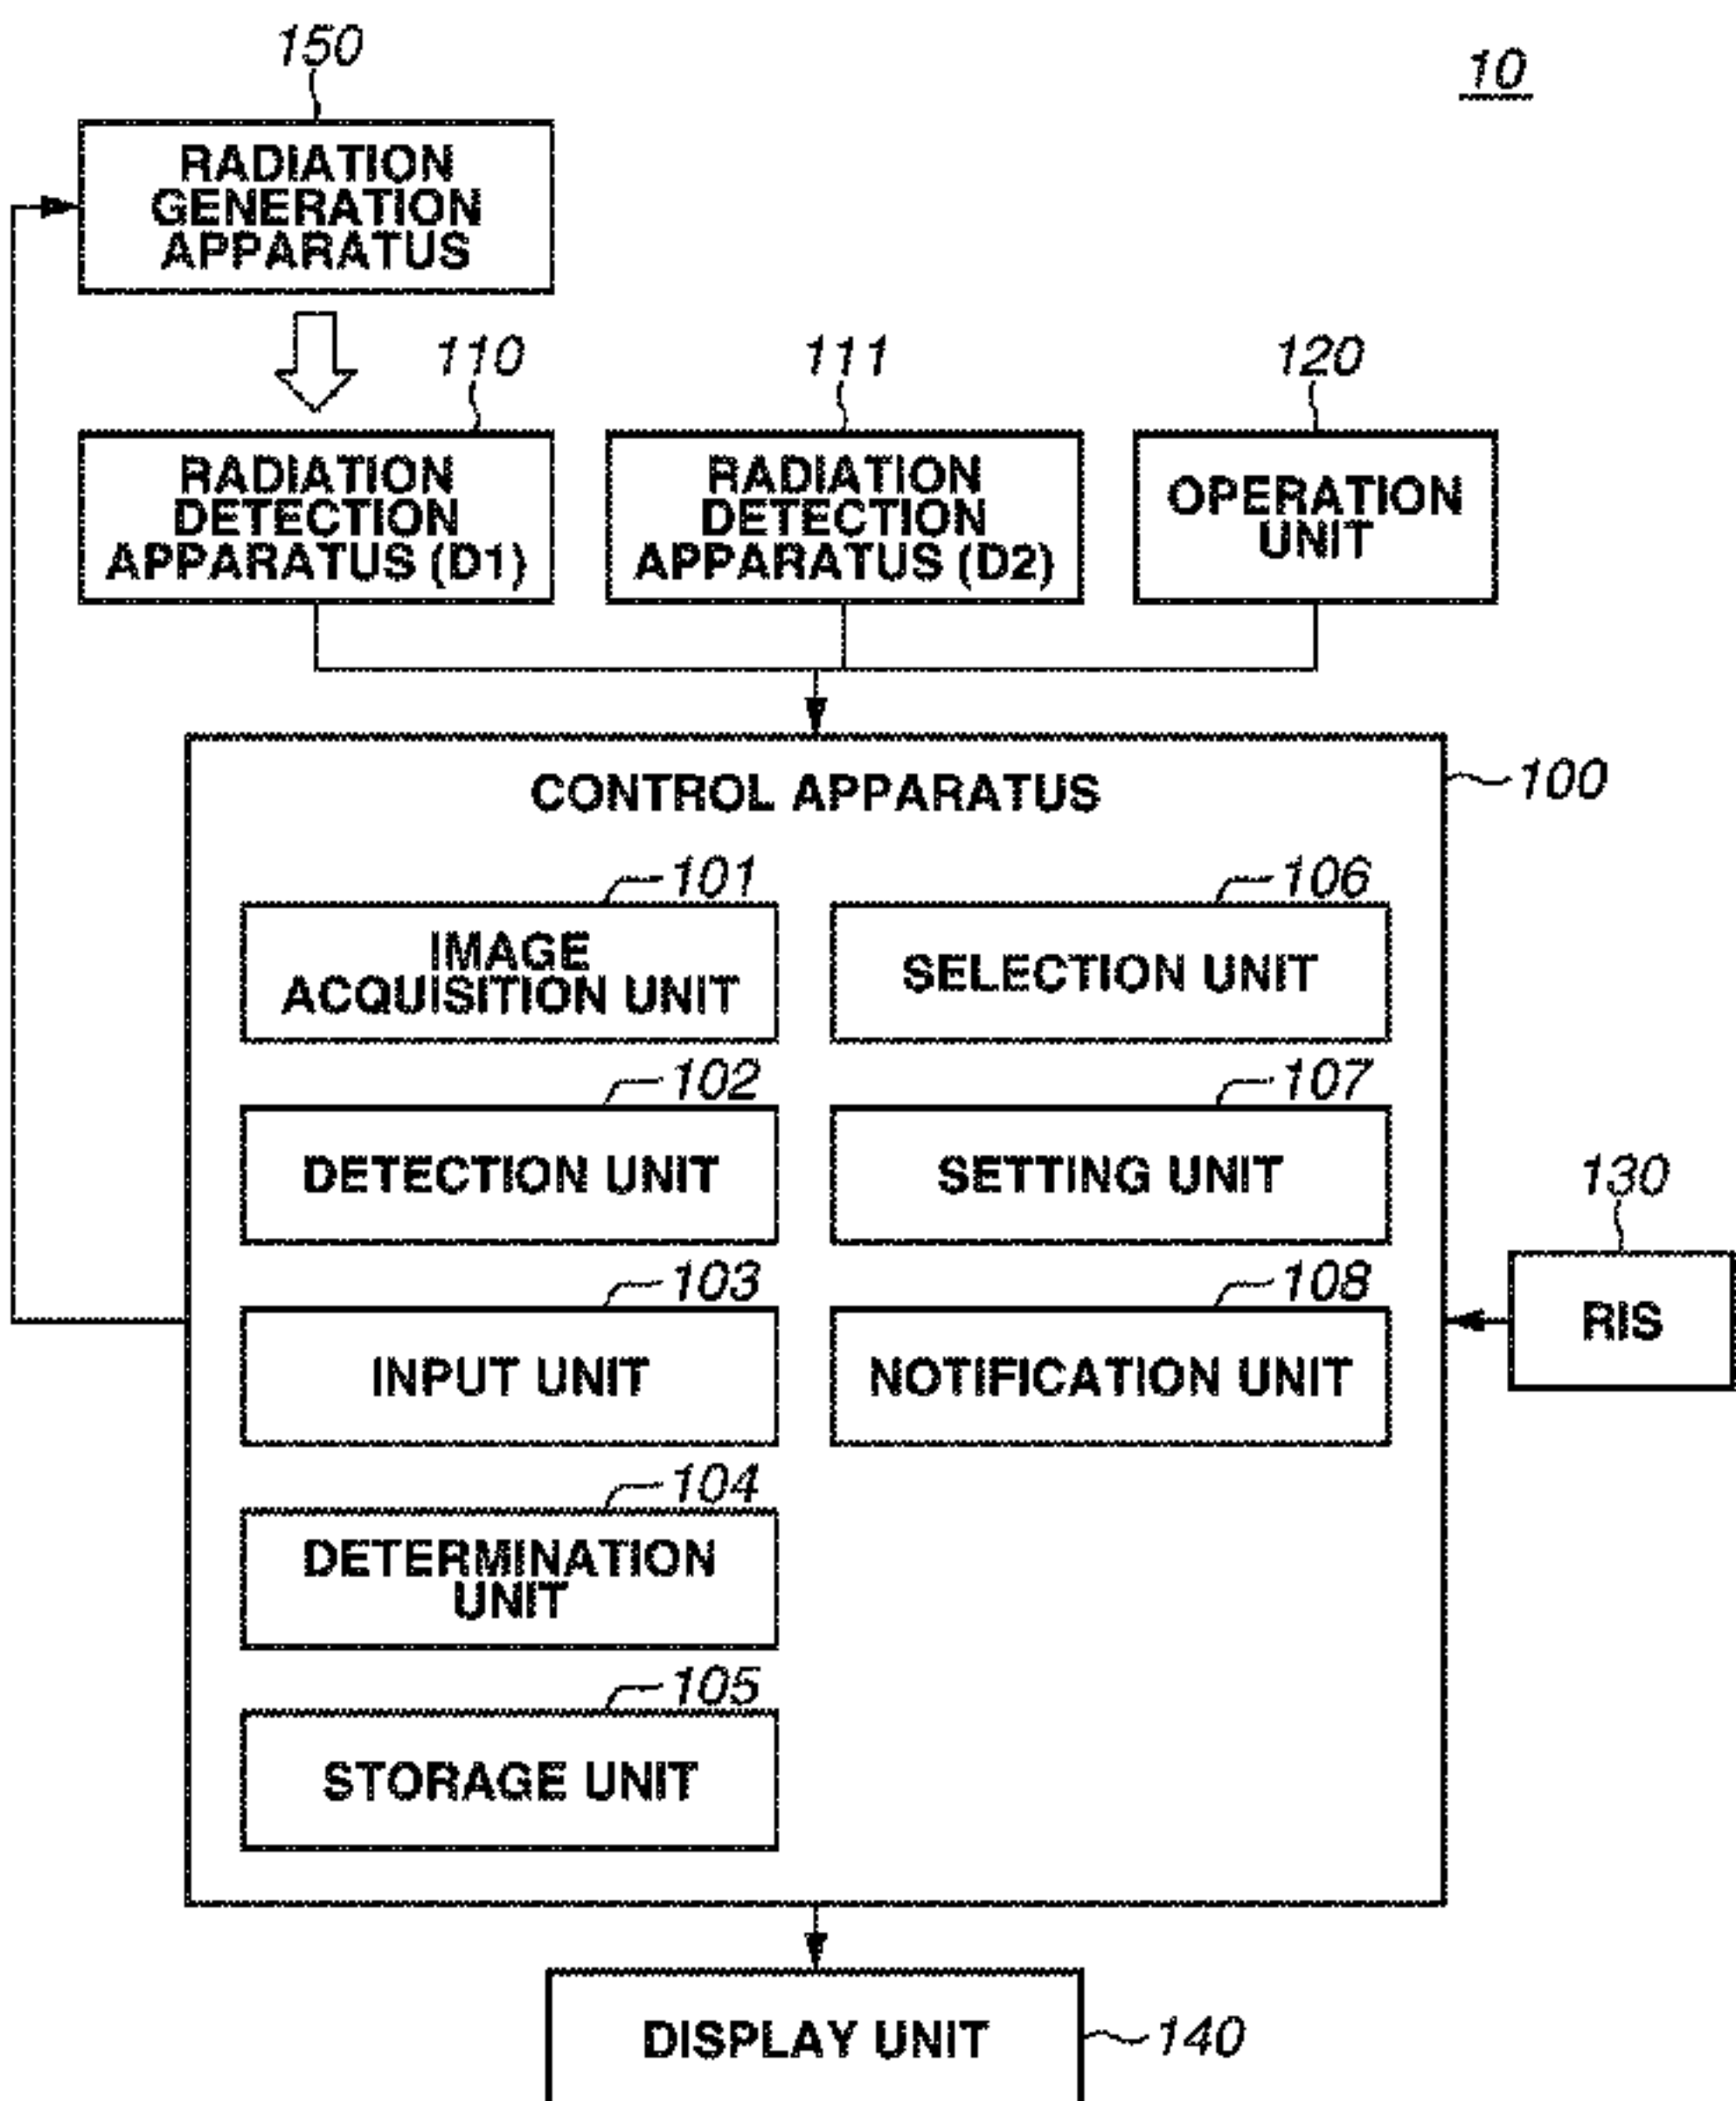 150
10
RADIATION
GENERATION
APPARATUS
110
111
120
RADIATION
DETECTION
APPARATUS (D1)
RADIATION
DETECTION
APPARATUS (D2)
OPERATION
UNIT
CONTROL APPARATUS
100
101
IMAGE
ACQUISITION UNIT
106
SELECTION UNIT
102
DETECTION UNIT
107
SETTING UNIT
103
INPUT UNIT
108
NOTIFICATION UNIT
130
RIS
104
DETERMINATION
UNIT
105
STORAGE UNIT
DISPLAY UNIT
140